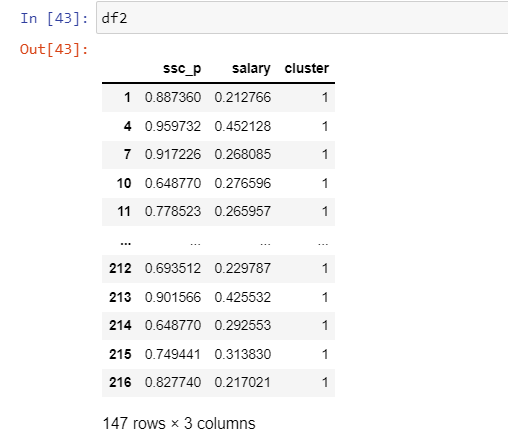 In [43]: df2
Out[43]:
ssc_p salary cluster
1 0.887360 0.212766 1
4 0.959732 0.452128 1
7 0.917226 0.268085 1
10 0.648770 0.276596 1
11 0.778523 0.265957 1
... ... ... ...
212 0.693512 0.229787 1
213 0.901566 0.425532 1
214 0.648770 0.292553 1
215 0.749441 0.313830 1
216 0.827740 0.217021 1
147 rows × 3 columns